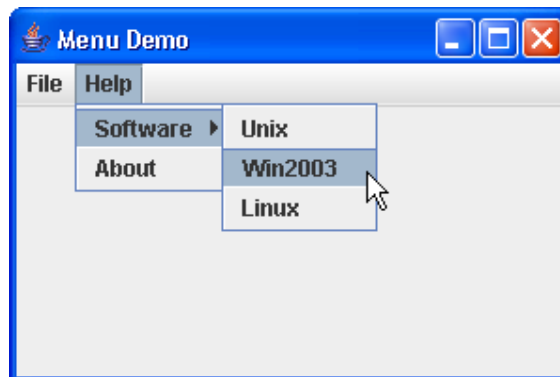 Menu Demo
File Help
Software Unix
About Win2003
Linux